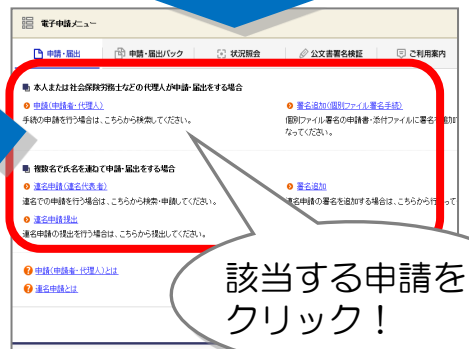 電子申請メニュー
申請・届出 申請・届出パック 状況照会 公文書署名検証 ご利用案内
本人または社会保険労務士などの代理人が申請・届出をする場合
申請(申請者・代理人) 署名追加(個別ファイル署名手続)
手続の申請を行う場合は、こちらから検索してください。 個別ファイル署名の申請書・添付ファイルに署名を追加
なってください。
複数名で氏名を連ねて申請・届出をする場合
連名申請(連名代表者) 署名追加
連名での申請を行う場合は、こちらから検索・申請してください。 連名申請の署名を追加する場合は、こちらから行って
連名申請提出
連名申請の提出を行う場合は、こちらから提出してください。
申請(申請者・代理人)とは
連名申請とは
該当する申請を
クリック！